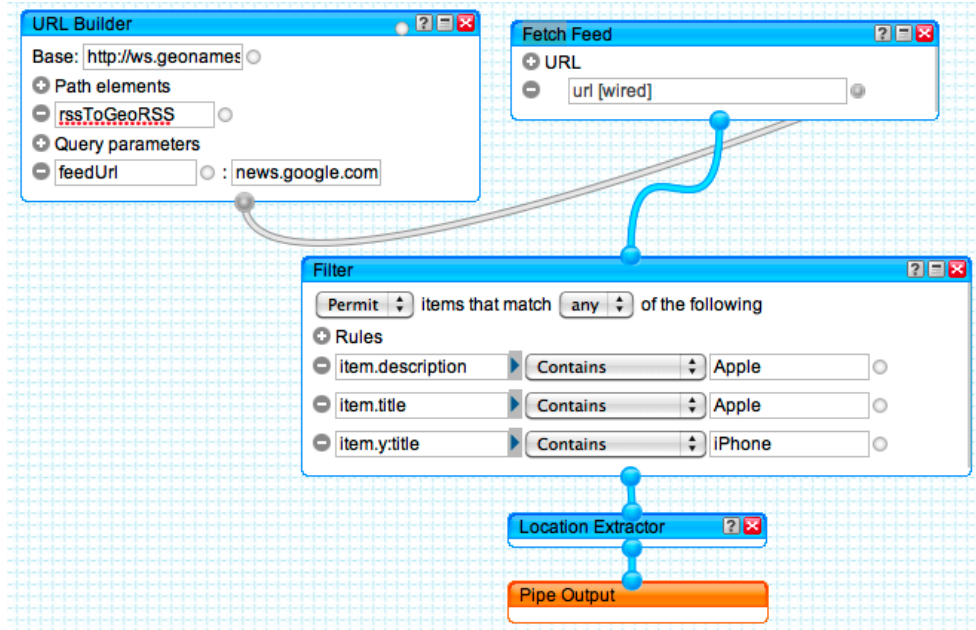 URL Builder
Base: http://ws.geonames
Path elements
rssToGeoRSS
Query parameters
feedUrl : news.google.com
Fetch Feed
URL
url [wired]
Filter
Permit items that match any of the following
Rules
item.description Contains Apple
item.title Contains Apple
item.y:title Contains iPhone
Location Extractor
Pipe Output